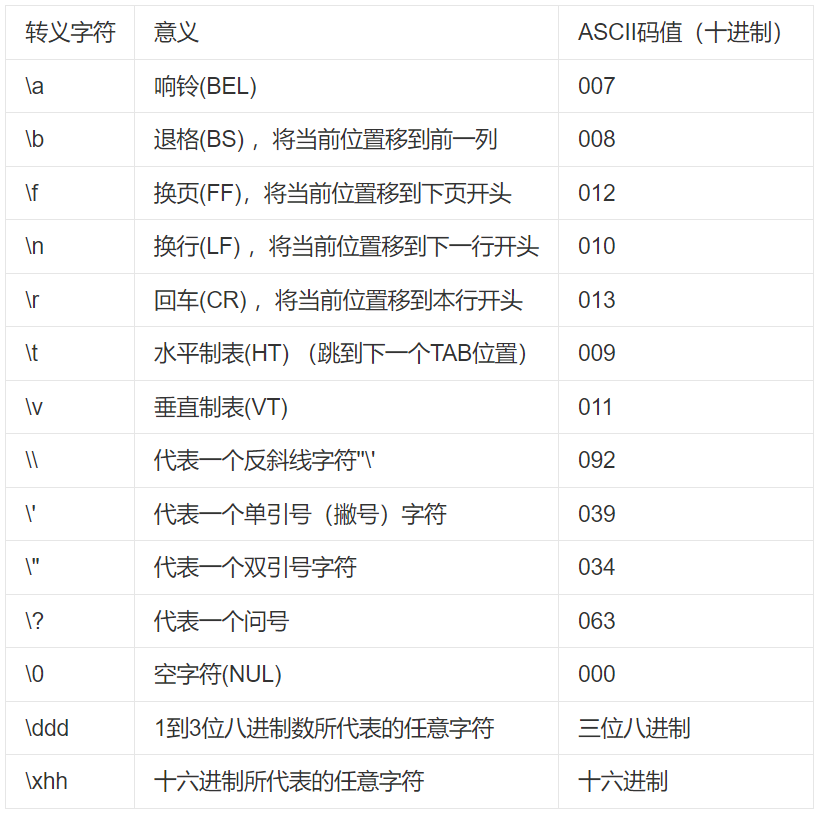 转义字符 意义 ASCII码值（十进制）
\a 响铃(BEL) 007
\b 退格(BS) ，将当前位置移到前一列 008
\f 换页(FF)，将当前位置移到下页开头 012
\n 换行(LF) ，将当前位置移到下一行开头 010
\r 回车(CR) ，将当前位置移到本行开头 013
\t 水平制表(HT) （跳到下一个TAB位置） 009
\v 垂直制表(VT) 011
\\ 代表一个反斜线字符"\' 092
\' 代表一个单引号（撇号）字符 039
\" 代表一个双引号字符 034
\? 代表一个问号 063
\0 空字符(NUL) 000
\ddd 1到3位八进制数所代表的任意字符 三位八进制
\xhh 十六进制所代表的任意字符 十六进制